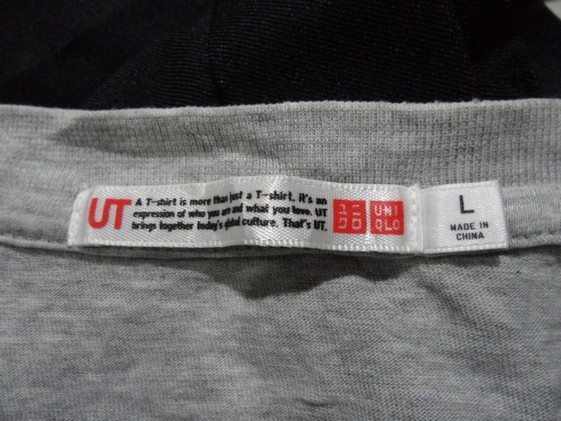 UT
A T-shirt is more than just a T-shirt. It's an
expression of who you are and what you love. UT
brings together today's global culture. That's UT.
ユニ
クロ
UNI
QLO
L
MADE IN
CHINA